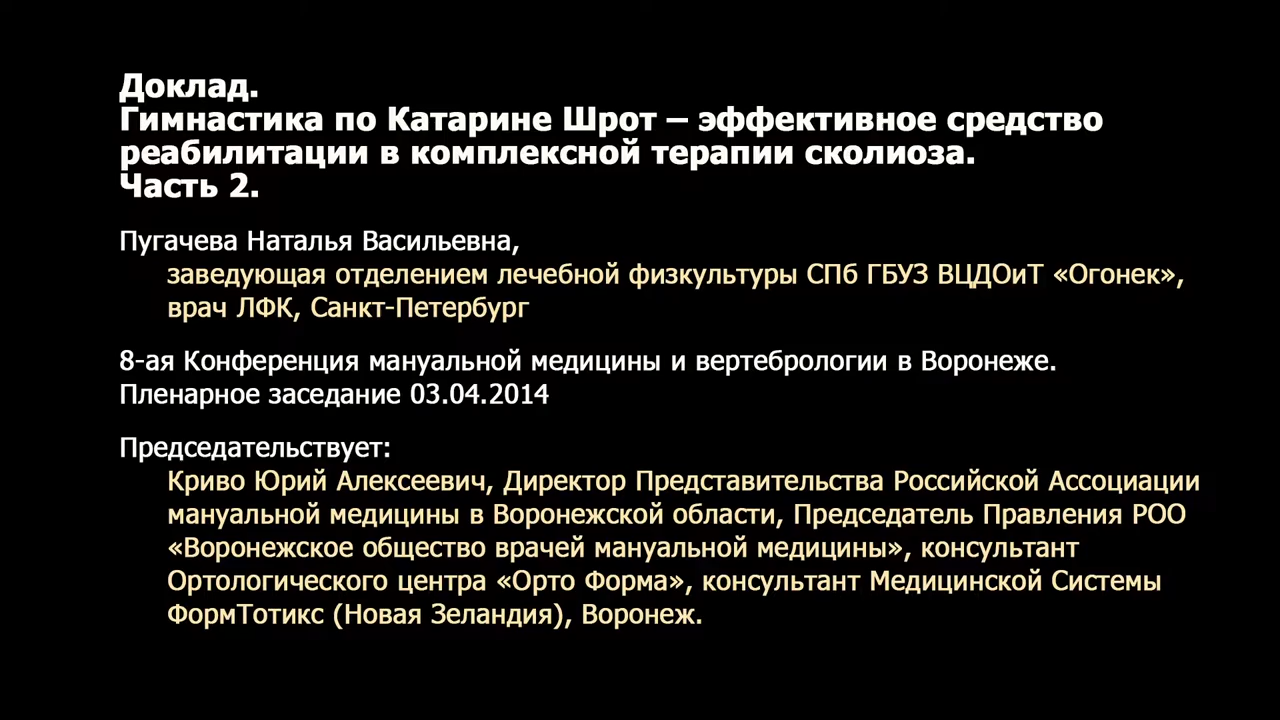 Доклад.
Гимнастика по Катарине Шрот – эффективное средство
реабилитации в комплексной терапии сколиоза.
Часть 2.
Пугачева Наталья Васильевна,
заведующая отделением лечебной физкультуры СПб ГБУЗ ВЦДОиТ «Огонек»,
врач ЛФК, Санкт-Петербург
8-ая Конференция мануальной медицины и вертебрологии в Воронеже.
Пленарное заседание 03.04.2014
Председательствует:
Криво Юрий Алексеевич, Директор Представительства Российской Ассоциации
мануальной медицины в Воронежской области, Председатель Правления РОО
«Воронежское общество врачей мануальной медицины», консультант
Ортологического центра «Орто Форма», консультант Медицинской Системы
ФормТотикс (Новая Зеландия), Воронеж.